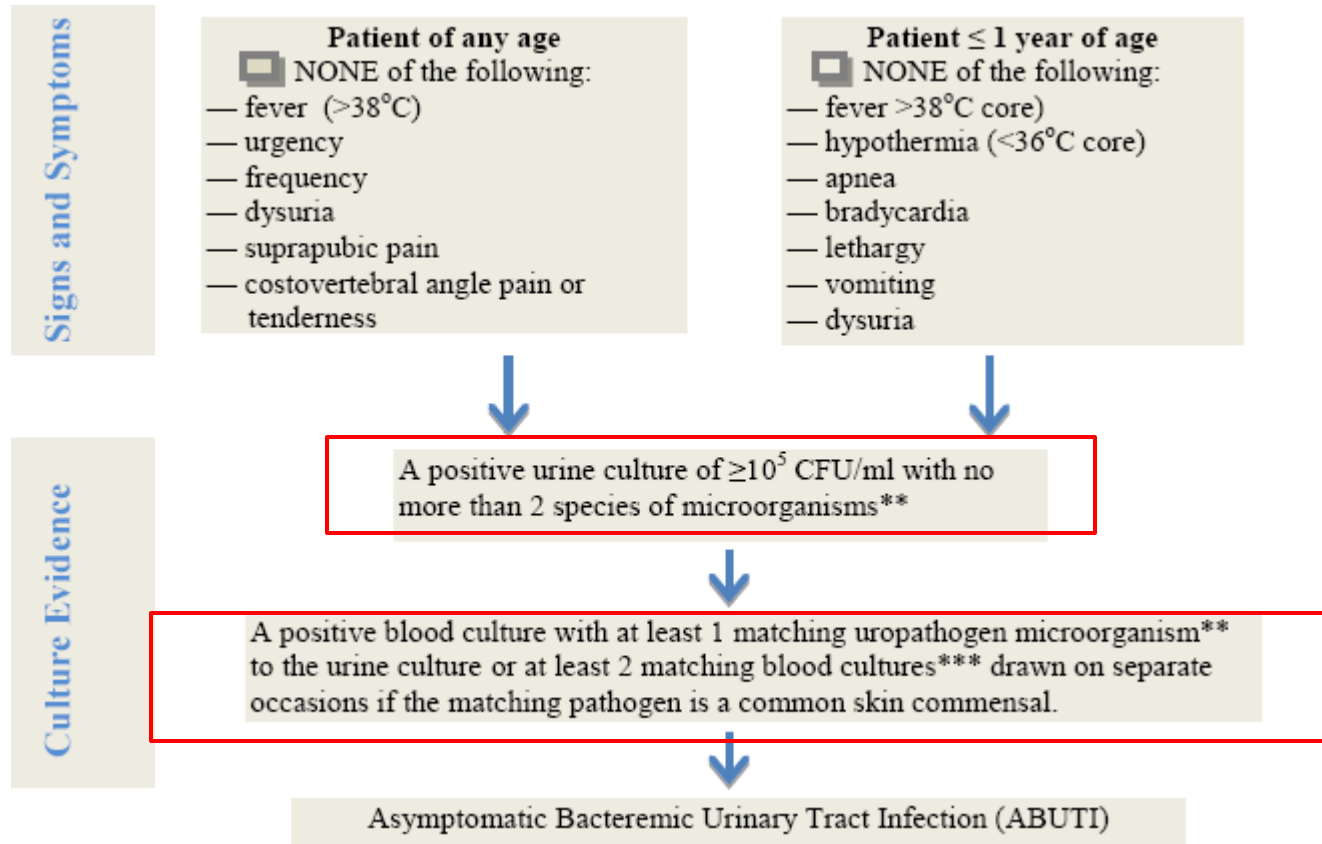 Signs and Symptoms
Patient of any age
NONE of the following:
— fever (>38°C)
— urgency
— frequency
— dysuria
— suprapubic pain
— costovertebral angle pain or
tenderness
Patient ≤ 1 year of age
NONE of the following:
— fever >38°C core)
— hypothermia (<36°C core)
— apnea
— bradycardia
— lethargy
— vomiting
— dysuria
Culture Evidence
A positive urine culture of ≥10⁵ CFU/ml with no
more than 2 species of microorganisms**
A positive blood culture with at least 1 matching uropathogen microorganism**
to the urine culture or at least 2 matching blood cultures*** drawn on separate
occasions if the matching pathogen is a common skin commensal.
Asymptomatic Bacteremic Urinary Tract Infection (ABUTI)